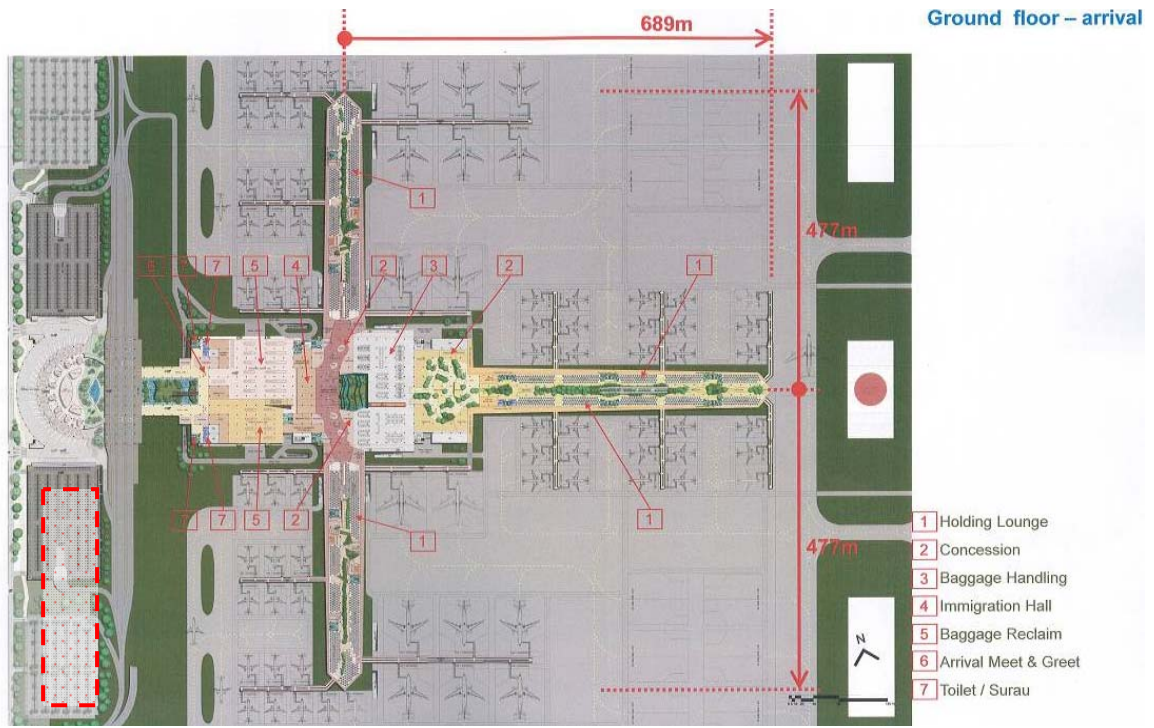 689m
Ground floor – arrival
1
477m
6
7
7
5
4
2
3
2
1
1
7
5
2
1
477m
1 Holding Lounge
2 Concession
3 Baggage Handling
4 Immigration Hall
5 Baggage Reclaim
6 Arrival Meet & Greet
7 Toilet / Surau
N